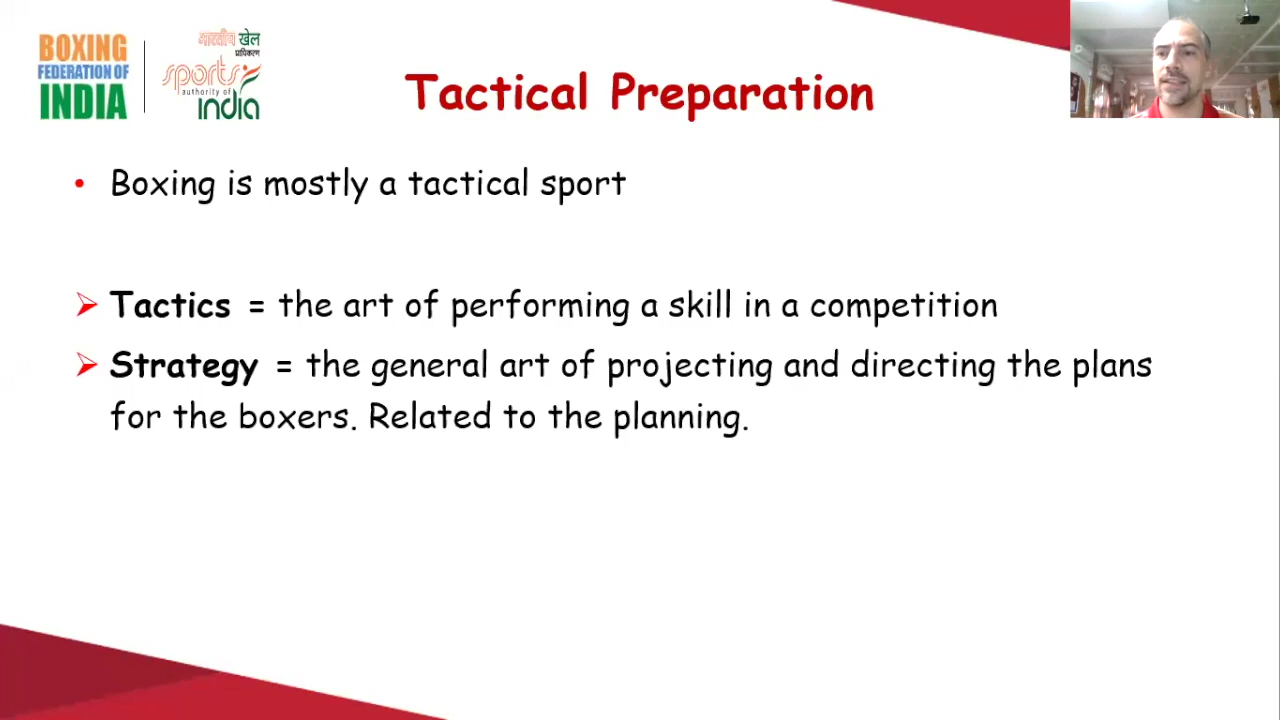 BOXING
FEDERATION OF
INDIA
भारतीय खेल
प्राधिकरण
sports
authority of
india
Tactical Preparation
• Boxing is mostly a tactical sport
➢ Tactics = the art of performing a skill in a competition
➢ Strategy = the general art of projecting and directing the plans
for the boxers. Related to the planning.